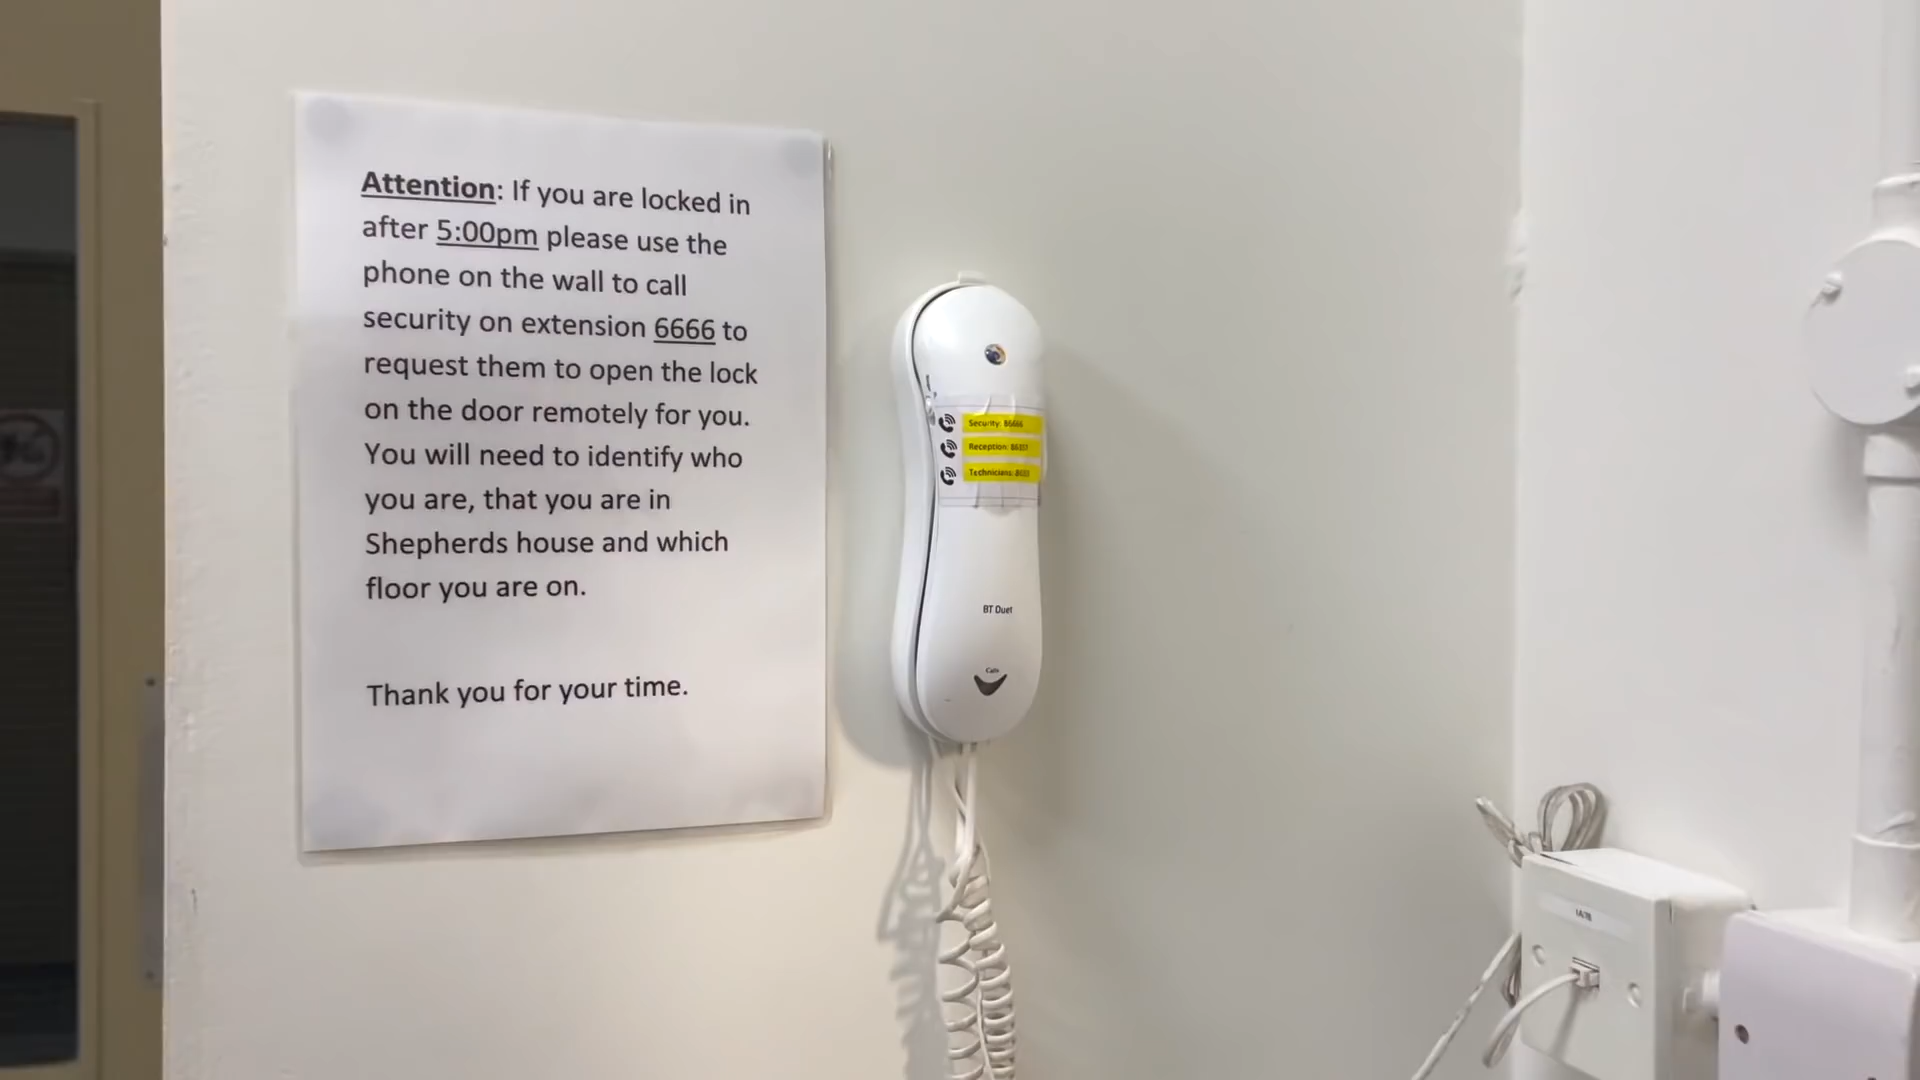 Attention: If you are locked in
after 5:00pm please use the
phone on the wall to call
security on extension 6666 to
request them to open the lock
on the door remotely for you.
You will need to identify who
you are, that you are in
Shepherds house and which
floor you are on.
Thank you for your time.
Security: 86666
Reception:
Technicians:
BT Duet
Calls